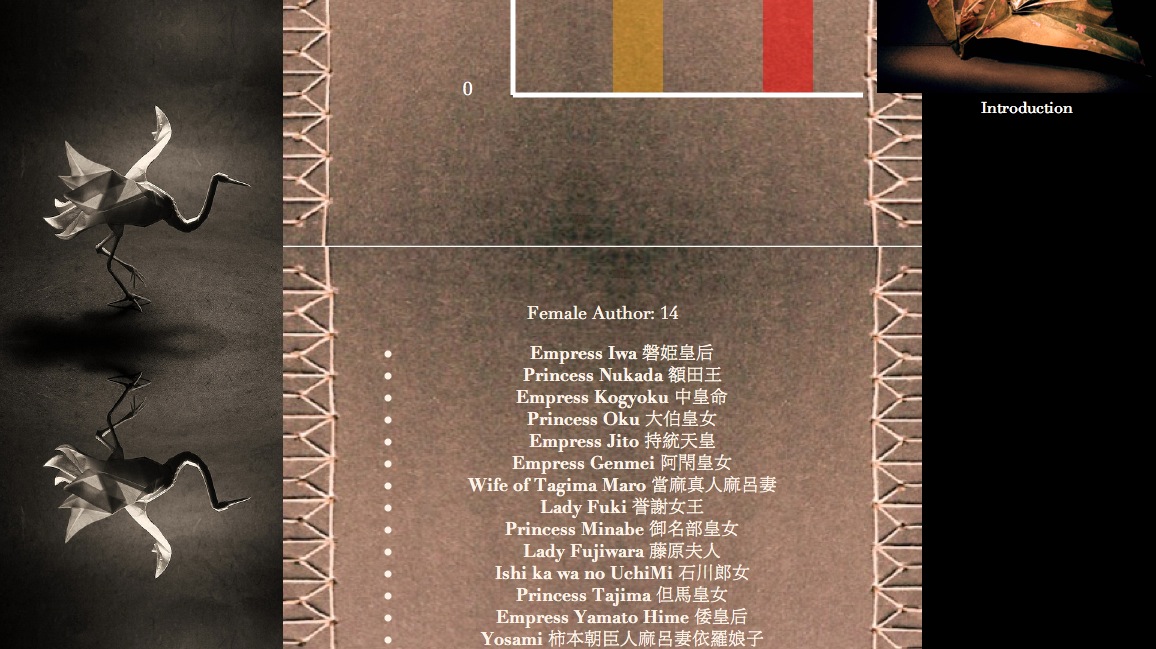 0
Introduction
Female Author: 14
Empress Iwa 磐姫皇后
Princess Nukada 額田王
Empress Kogyoku 中皇命
Princess Oku 大伯皇女
Empress Jito 持統天皇
Empress Genmei 阿閇皇女
Wife of Tagima Maro 當麻真人麻呂妻
Lady Fuki 誉謝女王
Princess Minabe 御名部皇女
Lady Fujiwara 藤原夫人
Ishi ka wa no UchiMi 石川郎女
Princess Tajima 但馬皇女
Empress Yamato Hime 倭皇后
Yosami 柿本朝臣人麻呂妻依羅娘子